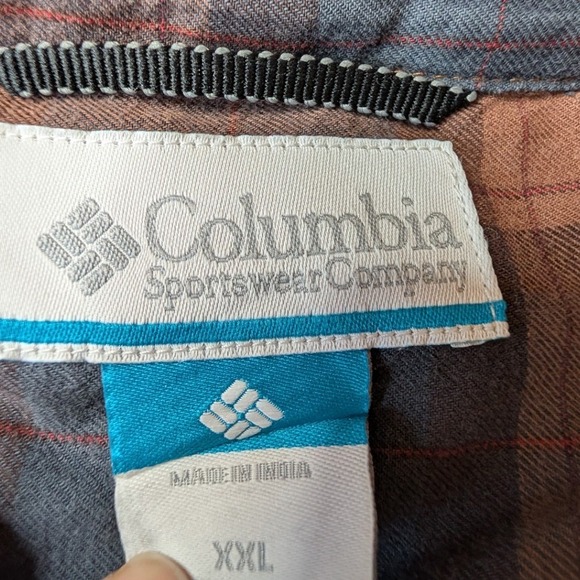 Columbia
Sportswear Company
MADE IN INDIA
XXL